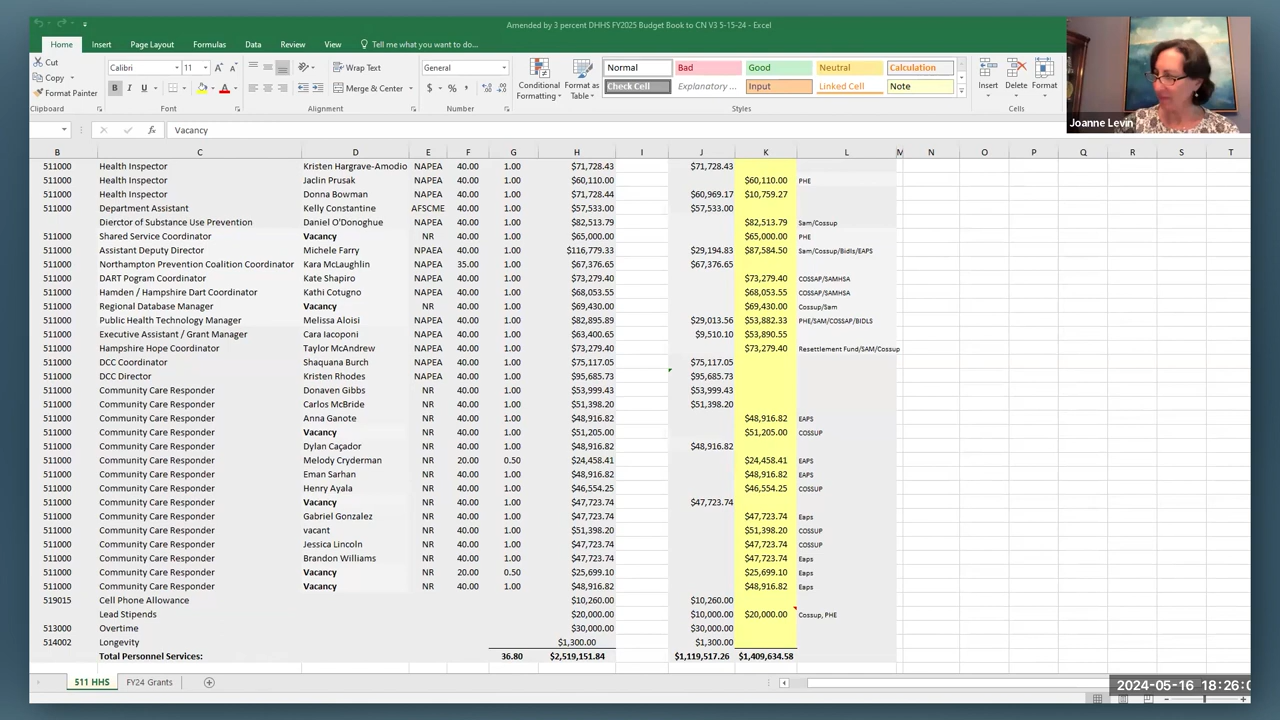 Amended by 3 percent DHHS FY2025 Budget Book to CN V3 5-15-24 - Excel
Home Insert Page Layout Formulas Data Review View Tell me what you want to do...
Cut
Copy
Format Painter
Calibri 11 Wrap Text General
B U Merge & Center $ % ,
Conditional Formatting Format as Table
Normal Bad Good Neutral Calculation
Check Cell Explanatory ... Input Linked Cell Note
Insert Delete Format
Clipboard Font Alignment Number Styles Cells
Joanne Levin
fx Vacancy
B C D E F G H I J K L M N O P Q R S T
511000 Health Inspector Kristen Hargrave-Amodio NAPEA 40.00 1.00 $71,728.43 $71,728.43
511000 Health Inspector Jaclin Prusak NAPEA 40.00 1.00 $60,110.00 $60,110.00 PHE
511000 Health Inspector Donna Bowman NAPEA 40.00 1.00 $71,728.44 $60,969.17 $10,759.27
511000 Department Assistant Kelly Constantine AFSCME 40.00 1.00 $57,533.00 $57,533.00
Dierctor of Substance Use Prevention Daniel O'Donoghue NAPEA 40.00 1.00 $82,513.79 $82,513.79 Sam/Cossup
511000 Shared Service Coordinator Vacancy NR 40.00 1.00 $65,000.00 $65,000.00 PHE
511000 Assistant Deputy Director Michele Farry NPAEA 40.00 1.00 $116,779.33 $29,194.83 $87,584.50 Sam/Cossup/Bidls/EAPS
511000 Northampton Prevention Coalition Coordinator Kara McLaughlin NAPEA 35.00 1.00 $67,376.65 $67,376.65
511000 DART Pogram Coordinator Kate Shapiro NAPEA 40.00 1.00 $73,279.40 $73,279.40 COSSAP/SAMHSA
511000 Hamden / Hampshire Dart Coordinator Kathi Cotugno NAPEA 40.00 1.00 $68,053.55 $68,053.55 COSSAP/SAMHSA
511000 Regional Database Manager Vacancy NR 40.00 1.00 $69,430.00 $69,430.00 Cossup/Sam
511000 Public Health Technology Manager Melissa Aloisi NAPEA 40.00 1.00 $82,895.89 $29,013.56 $53,882.33 PHE/SAM/COSSAP/BIDLS
511000 Executive Assistant / Grant Manager Cara Iacoponi NAPEA 40.00 1.00 $63,400.65 $9,510.10 $53,890.55
511000 Hampshire Hope Coordinator Taylor McAndrew NAPEA 40.00 1.00 $73,279.40 $73,279.40 Resettlement Fund/SAM/Cossup
511000 DCC Coordinator Shaquana Burch NAPEA 40.00 1.00 $75,117.05 $75,117.05
511000 DCC Director Kristen Rhodes NAPEA 40.00 1.00 $95,685.73 $95,685.73
511000 Community Care Responder Donaven Gibbs NR 40.00 1.00 $53,999.43 $53,999.43
511000 Community Care Responder Carlos McBride NR 40.00 1.00 $51,398.20 $51,398.20
511000 Community Care Responder Anna Ganote NR 40.00 1.00 $48,916.82 $48,916.82 EAPS
511000 Community Care Responder Vacancy NR 40.00 1.00 $51,205.00 $51,205.00 COSSUP
511000 Community Care Responder Dylan Caçador NR 40.00 1.00 $48,916.82 $48,916.82
511000 Community Care Responder Melody Cryderman NR 20.00 0.50 $24,458.41 $24,458.41 EAPS
511000 Community Care Responder Eman Sarhan NR 40.00 1.00 $48,916.82 $48,916.82 EAPS
511000 Community Care Responder Henry Ayala NR 40.00 1.00 $46,554.25 $46,554.25 COSSUP
511000 Community Care Responder Vacancy NR 40.00 1.00 $47,723.74 $47,723.74
511000 Community Care Responder Gabriel Gonzalez NR 40.00 1.00 $47,723.74 $47,723.74 Eaps
511000 Community Care Responder vacant NR 40.00 1.00 $51,398.20 $51,398.20 COSSUP
511000 Community Care Responder Jessica Lincoln NR 40.00 1.00 $47,723.74 $47,723.74 COSSUP
511000 Community Care Responder Brandon Williams NR 40.00 1.00 $47,723.74 $47,723.74 Eaps
511000 Community Care Responder Vacancy NR 20.00 0.50 $25,699.10 $25,699.10 Eaps
511000 Community Care Responder Vacancy NR 40.00 1.00 $48,916.82 $48,916.82 Eaps
519015 Cell Phone Allowance $10,260.00 $10,260.00
Lead Stipends $20,000.00 $10,000.00 $20,000.00 Cossup, PHE
513000 Overtime $30,000.00 $30,000.00
514002 Longevity $1,300.00 $1,300.00
Total Personnel Services: 36.80 $2,519,151.84 $1,119,517.26 $1,409,634.58
511 HHS FY24 Grants
2024-05-16 18:26:0